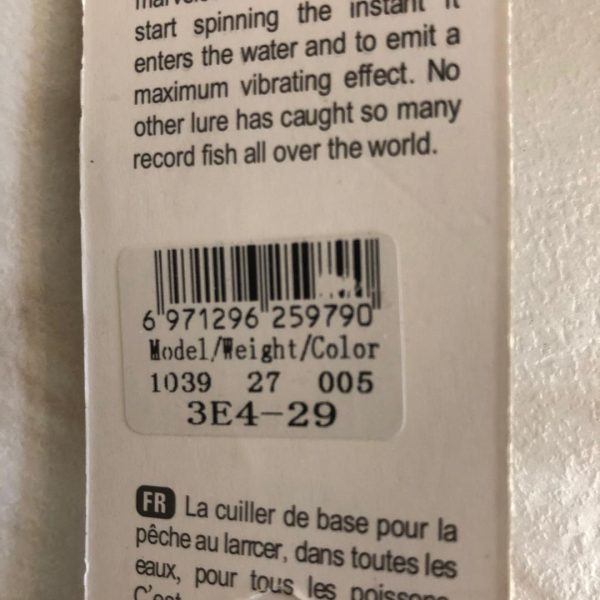 start spinning the instant it
enters the water and to emit a
maximum vibrating effect. No
other lure has caught so many
record fish all over the world.
6 971296 259790
Model/Weight/Color
1039 27 005
3E4-29
FR La cuiller de base pour la
pêche au larrcer, dans toutes les
eaux, pour tous les poissons.
C'est